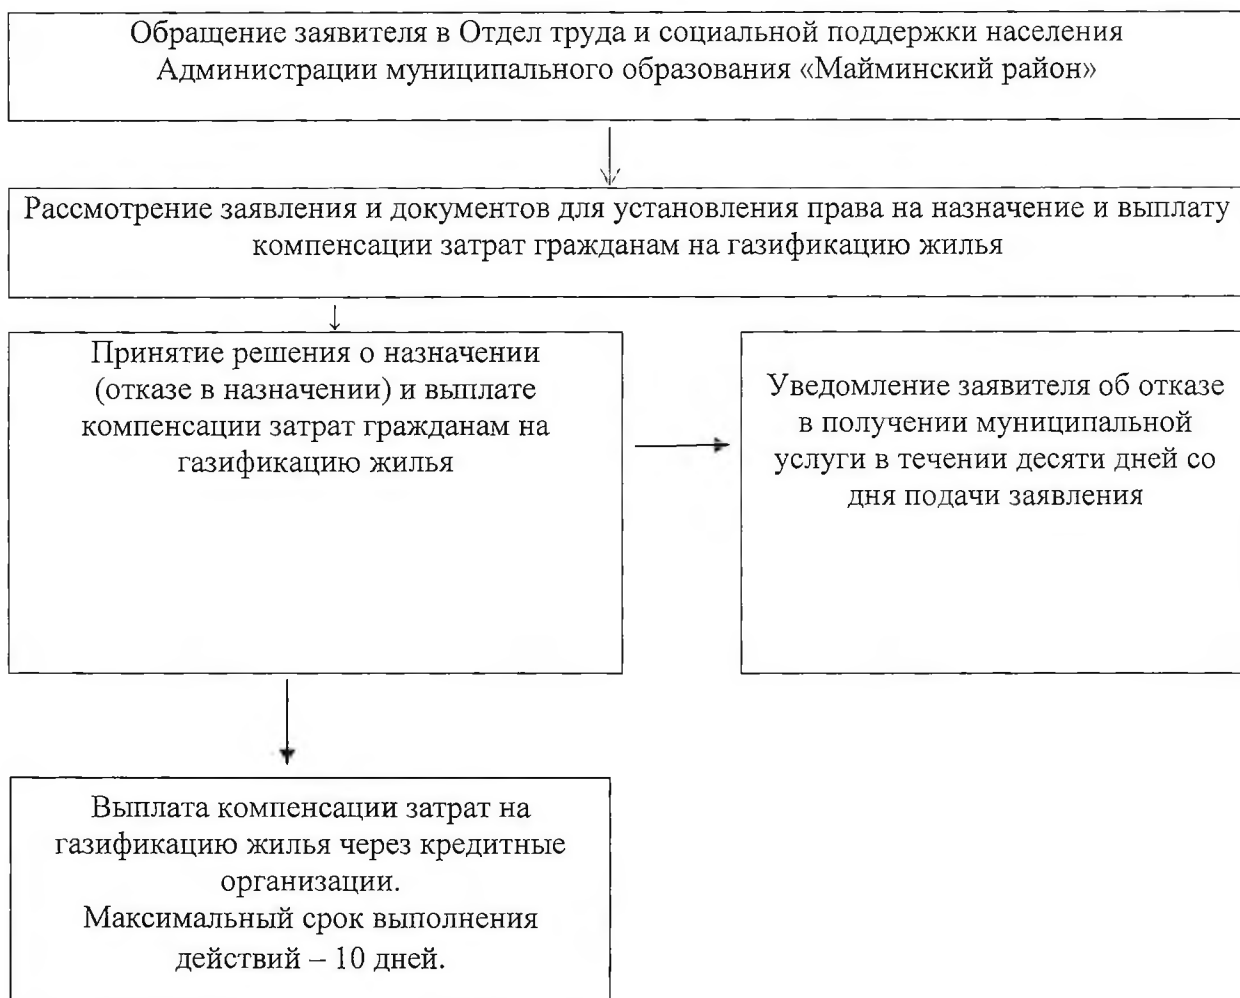 Обращение заявителя в Отдел труда и социальной поддержки населения
Администрации муниципального образования «Майминский район»
Рассмотрение заявления и документов для установления права на назначение и выплату
компенсации затрат гражданам на газификацию жилья
Принятие решения о назначении
(отказе в назначении) и выплате
компенсации затрат гражданам на
газификацию жилья
Уведомление заявителя об отказе
в получении муниципальной
услуги в течении десяти дней со
дня подачи заявления
Выплата компенсации затрат на
газификацию жилья через кредитные
организации.
Максимальный срок выполнения
действий – 10 дней.